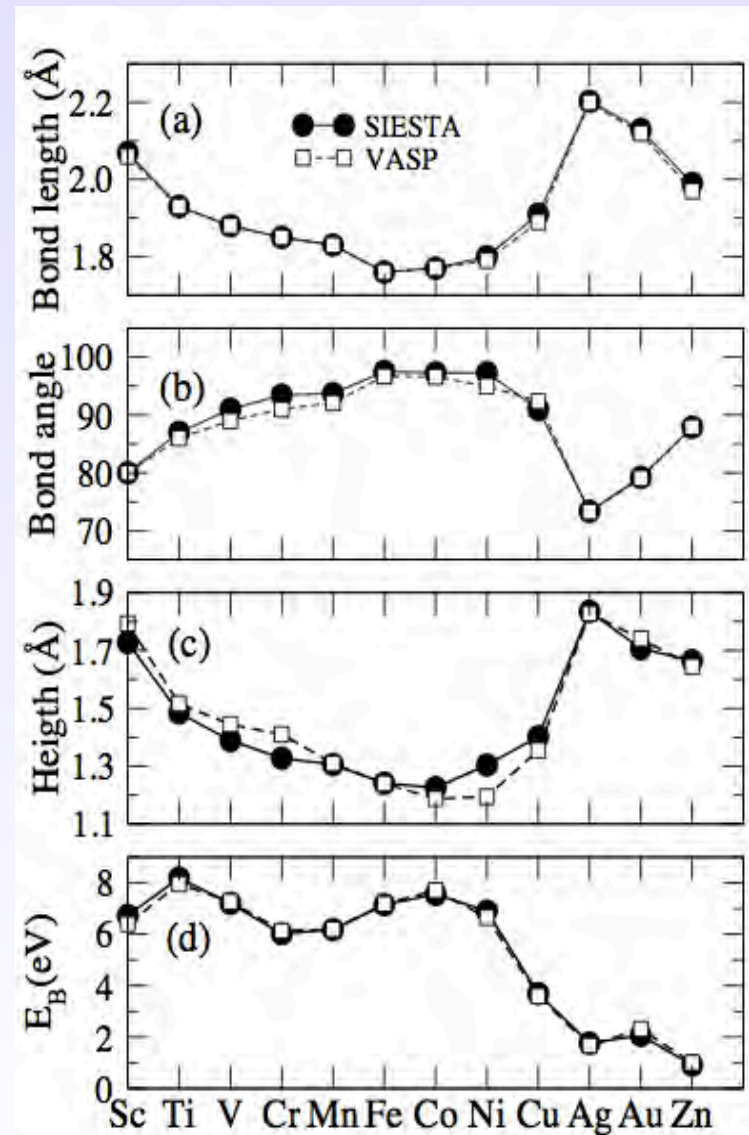 Bond length (Å)
2.2
2.0
1.8
(a)
SIESTA
VASP
Bond angle
100
90
80
70
(b)
Heigth (Å)
1.9
1.7
1.5
1.3
1.1
(c)
E_B(eV)
8
6
4
2
0
(d)
Sc Ti V Cr Mn Fe Co Ni Cu Ag Au Zn